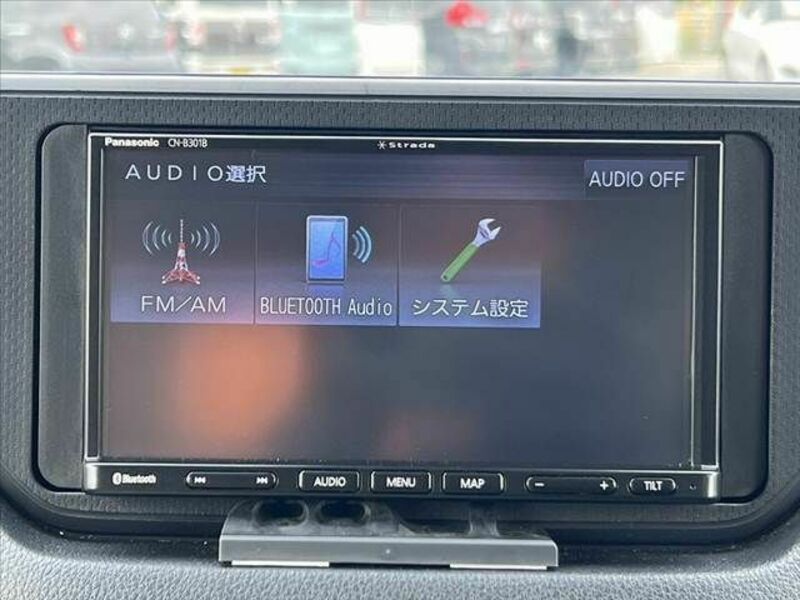 Panasonic CN-B301B
Strada
AUDIO選択
AUDIO OFF
FM/AM
BLUETOOTH Audio
システム設定
Bluetooth
AUDIO
MENU
MAP
−
+
TILT